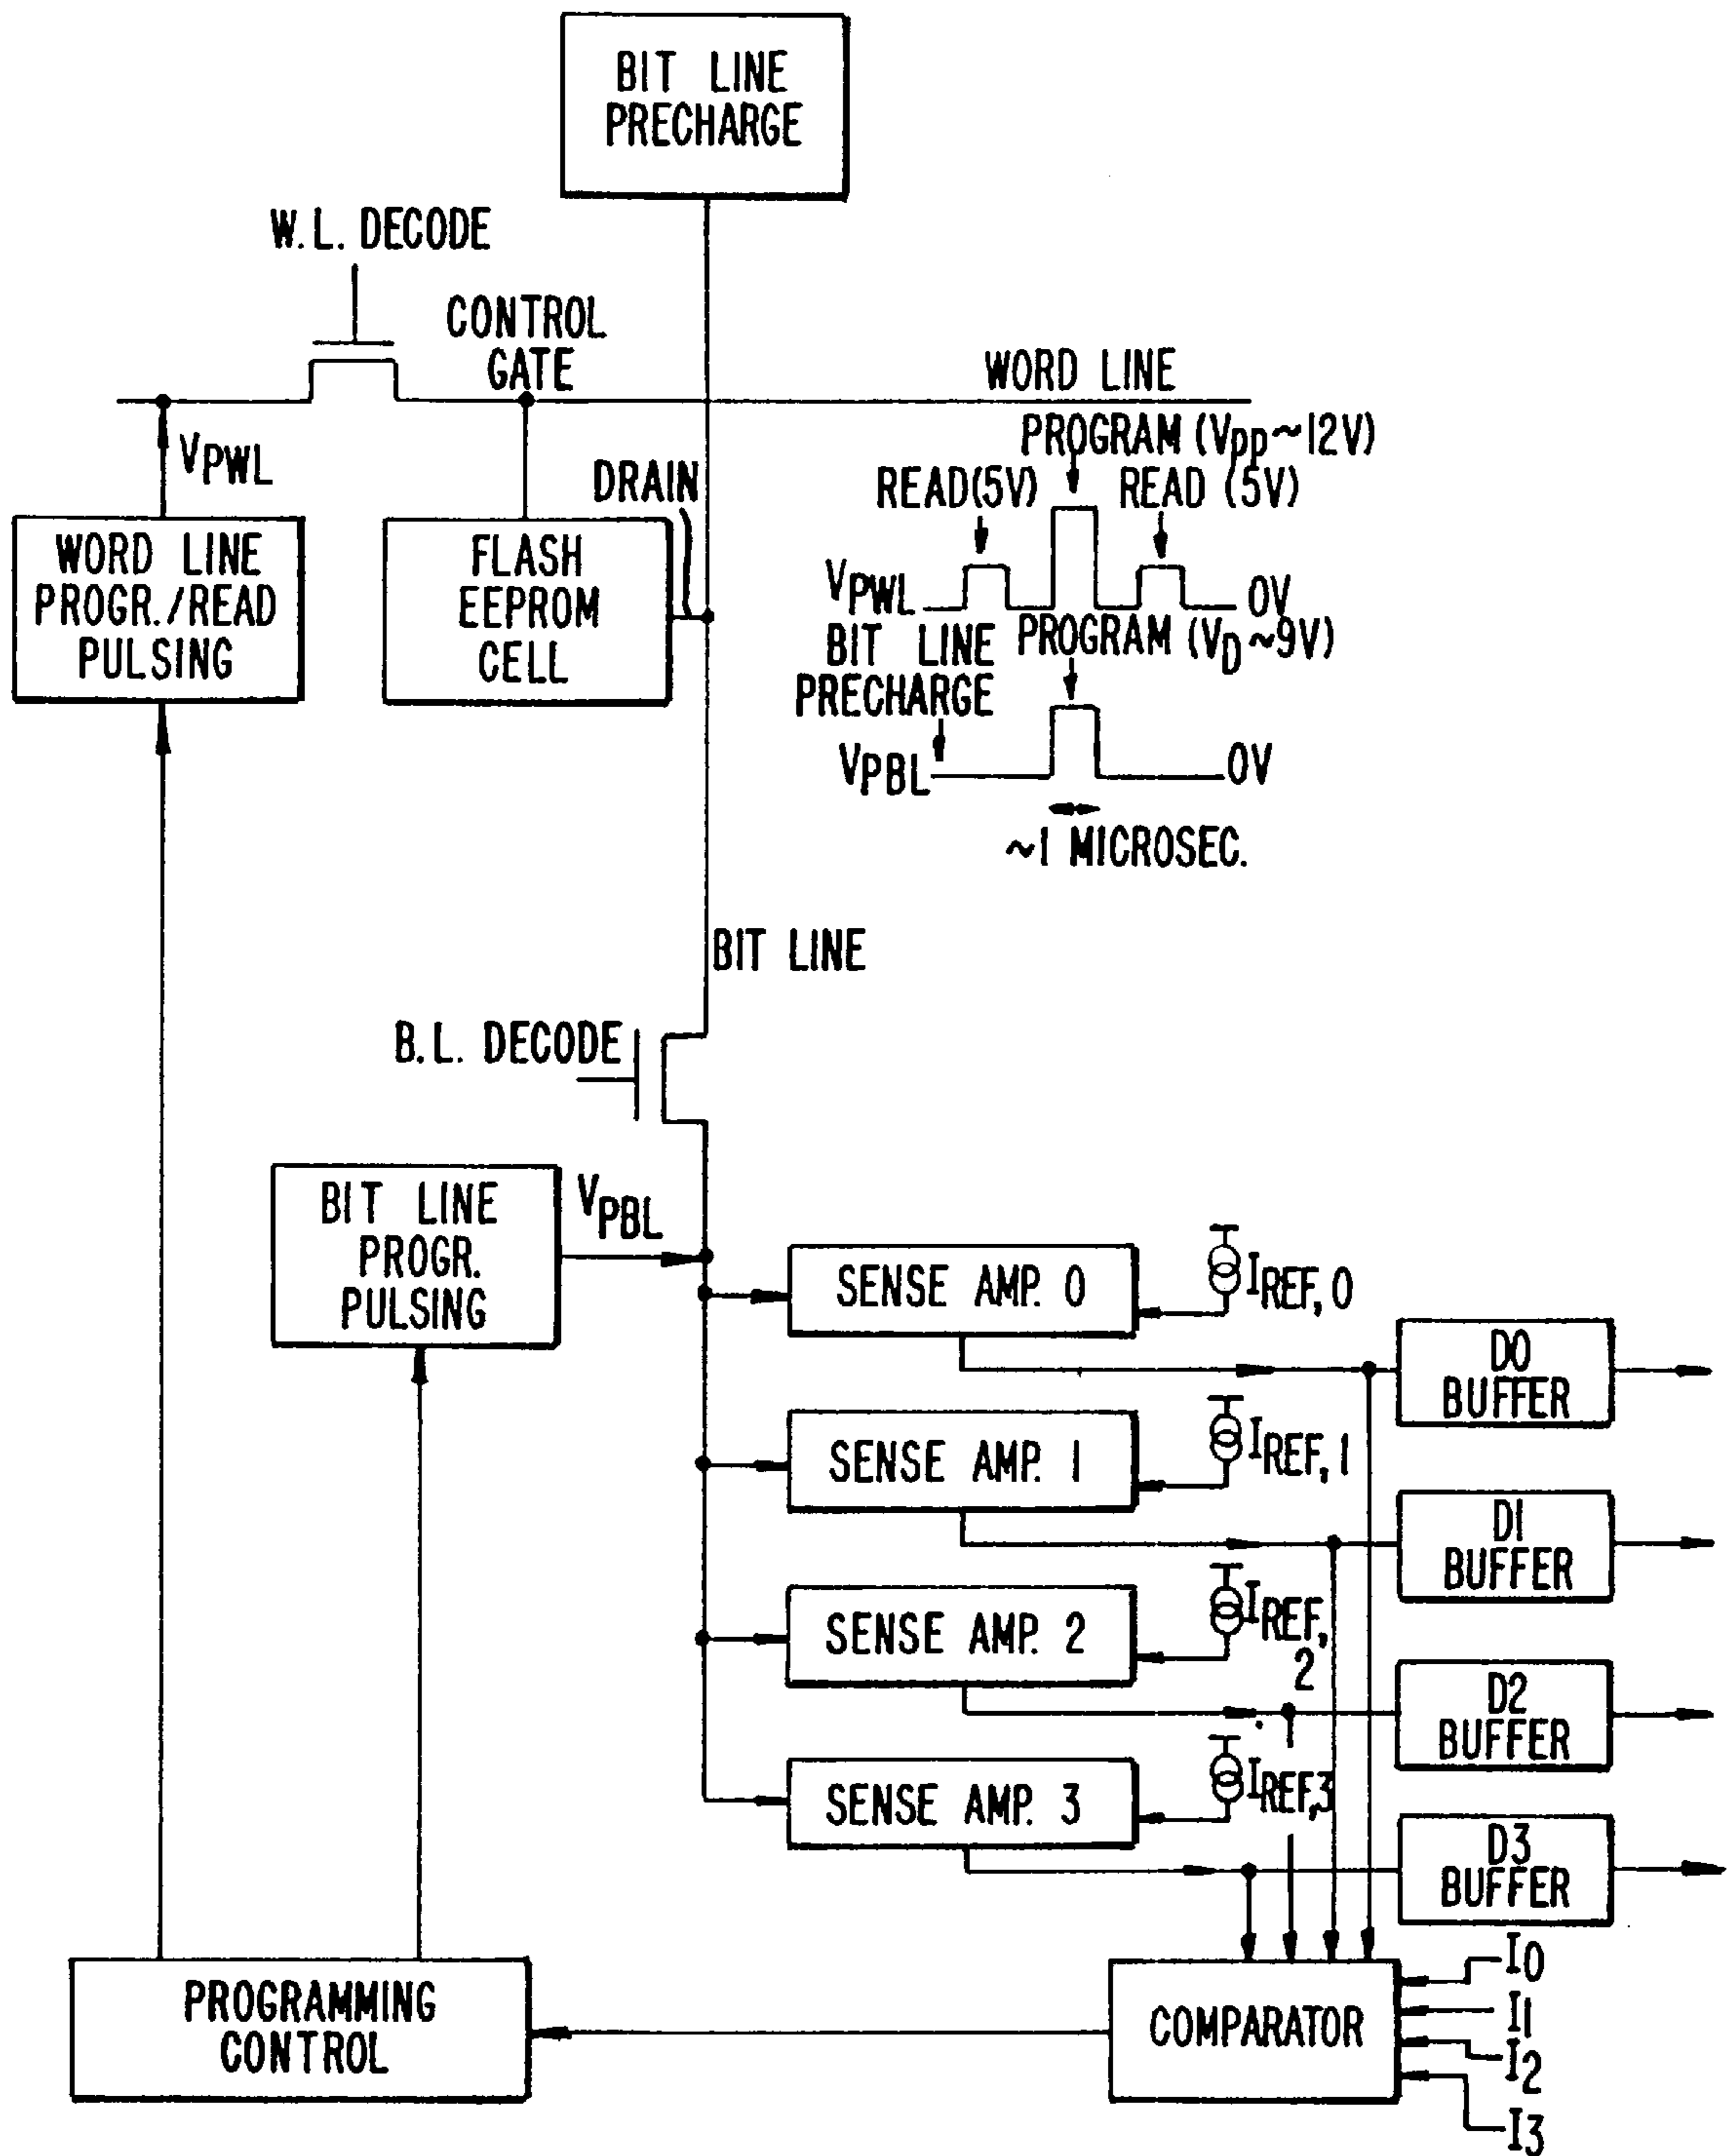 BIT LINE
PRECHARGE
W.L. DECODE
CONTROL
GATE
WORD LINE
PROGRAM (VPP~12V)
READ(5V) READ (5V)
VPWL
DRAIN
WORD LINE
PROGR./READ
PULSING
FLASH
EEPROM
CELL
VPWL 0V
PROGRAM (VD~9V)
BIT LINE
PRECHARGE
VPBL 0V
~1 MICROSEC.
BIT LINE
B.L. DECODE
BIT LINE
PROGR.
PULSING
VPBL
SENSE AMP. 0
IREF, 0
D0
BUFFER
SENSE AMP. 1
IREF, 1
D1
BUFFER
SENSE AMP. 2
IREF, 2
D2
BUFFER
SENSE AMP. 3
IREF,3
D3
BUFFER
PROGRAMMING
CONTROL
COMPARATOR
I0
I1
I2
I3